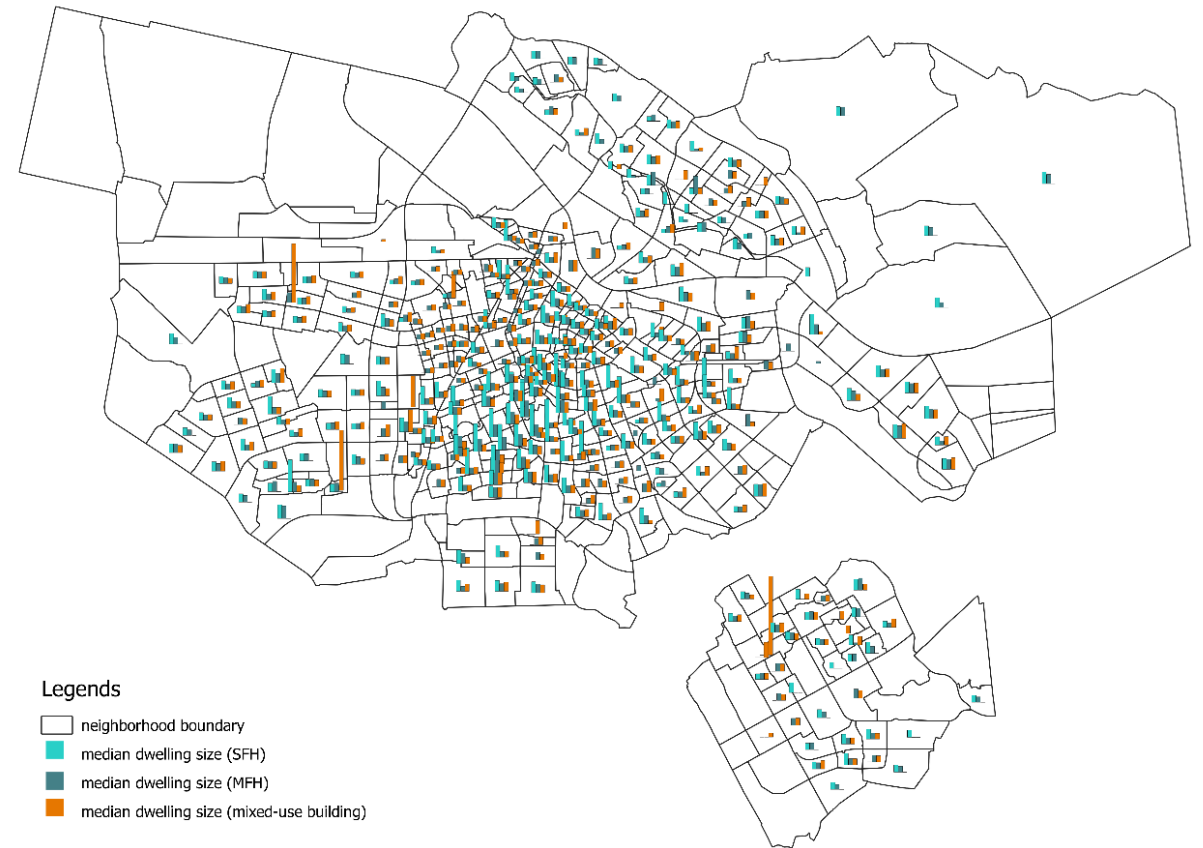 Legends
neighborhood boundary
median dwelling size (SFH)
median dwelling size (MFH)
median dwelling size (mixed-use building)